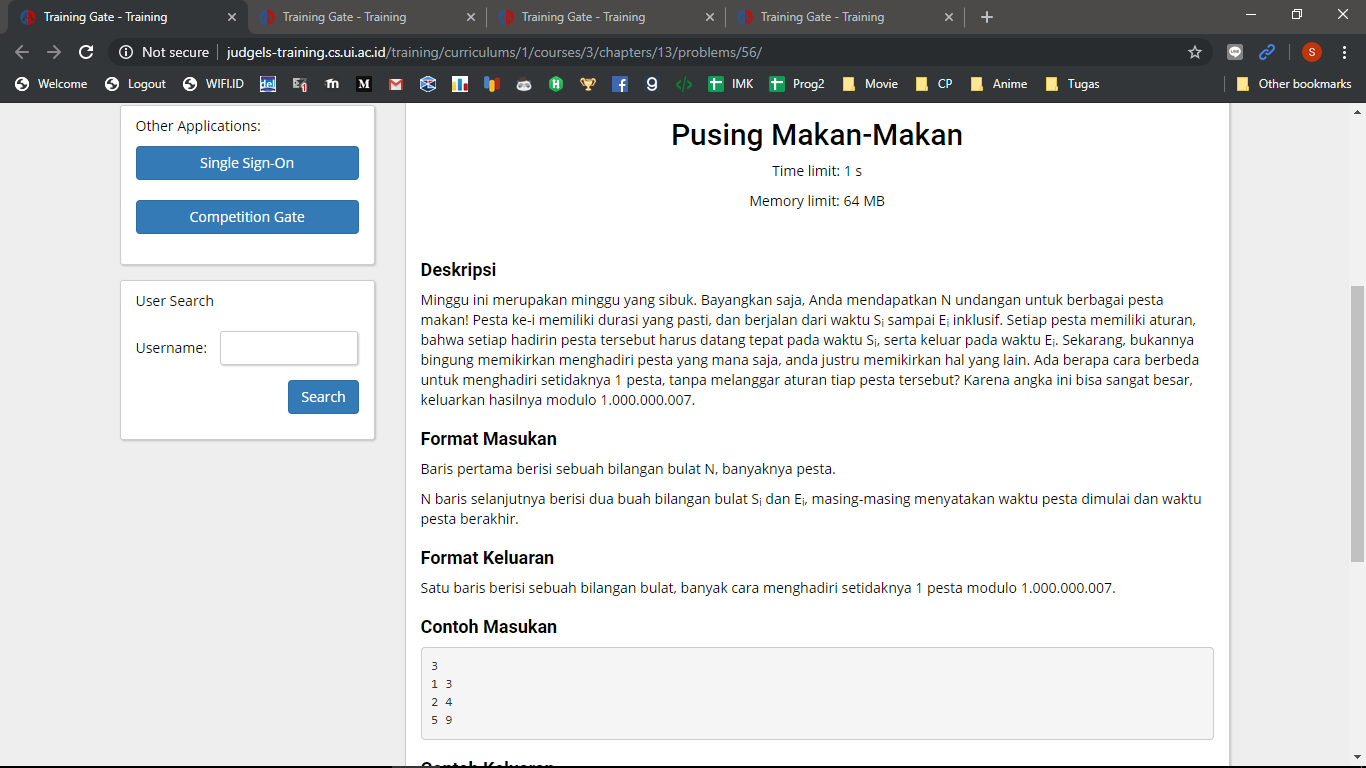 Training Gate - Training
Training Gate - Training
Training Gate - Training
Training Gate - Training
Not secure
judgels-training.cs.ui.ac.id/training/curriculums/1/courses/3/chapters/13/problems/56/
S
Welcome
Logout
WIFI.ID
del
IMK
Prog2
Movie
CP
Anime
Tugas
Other bookmarks
Other Applications:
Single Sign-On
Competition Gate
User Search
Username:
Search
Pusing Makan-Makan
Time limit: 1 s
Memory limit: 64 MB
Deskripsi
Minggu ini merupakan minggu yang sibuk. Bayangkan saja, Anda mendapatkan N undangan untuk berbagai pesta
makan! Pesta ke-i memiliki durasi yang pasti, dan berjalan dari waktu Si sampai Ei inklusif. Setiap pesta memiliki aturan,
bahwa setiap hadirin pesta tersebut harus datang tepat pada waktu Si, serta keluar pada waktu Ei. Sekarang, bukannya
bingung memikirkan menghadiri pesta yang mana saja, anda justru memikirkan hal yang lain. Ada berapa cara berbeda
untuk menghadiri setidaknya 1 pesta, tanpa melanggar aturan tiap pesta tersebut? Karena angka ini bisa sangat besar,
keluarkan hasilnya modulo 1.000.000.007.
Format Masukan
Baris pertama berisi sebuah bilangan bulat N, banyaknya pesta.
N baris selanjutnya berisi dua buah bilangan bulat Si dan Ei, masing-masing menyatakan waktu pesta dimulai dan waktu
pesta berakhir.
Format Keluaran
Satu baris berisi sebuah bilangan bulat, banyak cara menghadiri setidaknya 1 pesta modulo 1.000.000.007.
Contoh Masukan
3
1 3
2 4
5 9
Contoh Keluaran